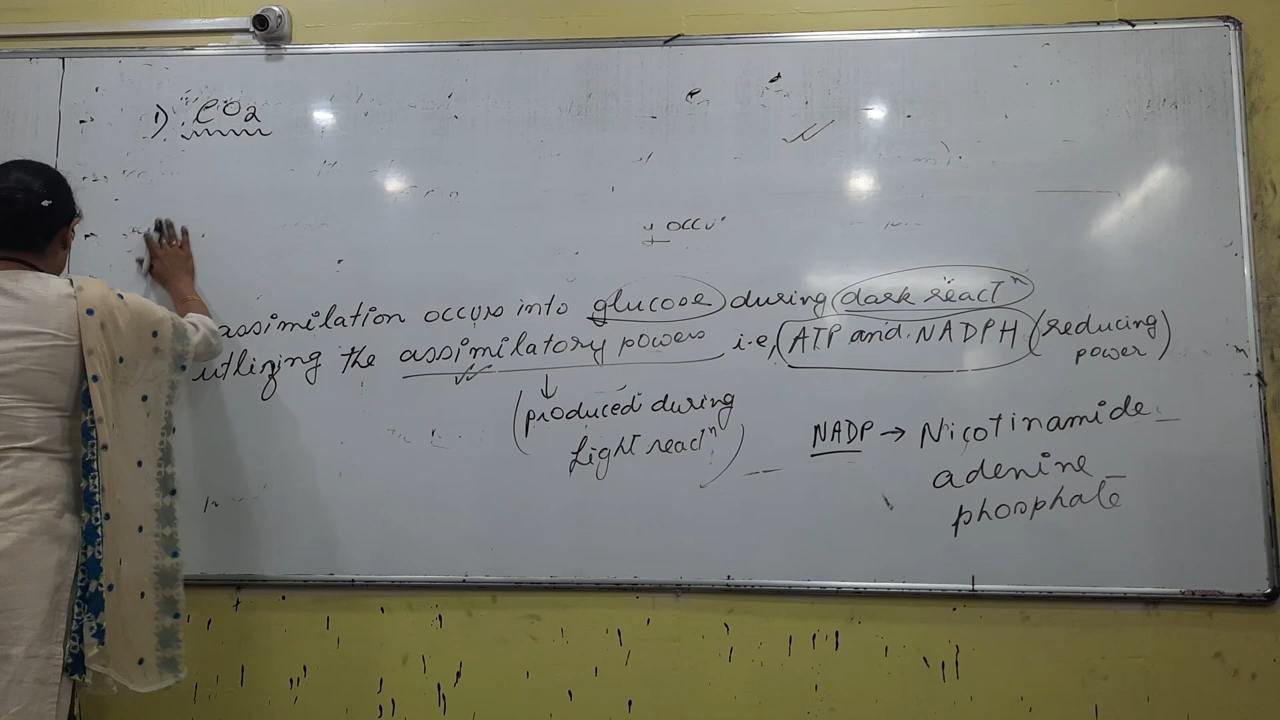 1) CO2
y occu
assimilation occurs into glucose during dark reactⁿ
utlizing the assimilatory powers i.e, ATP and NADPH (reducing power)
(produced during
Light reactⁿ)
NADP → Nicotinamide
adenine
phosphate